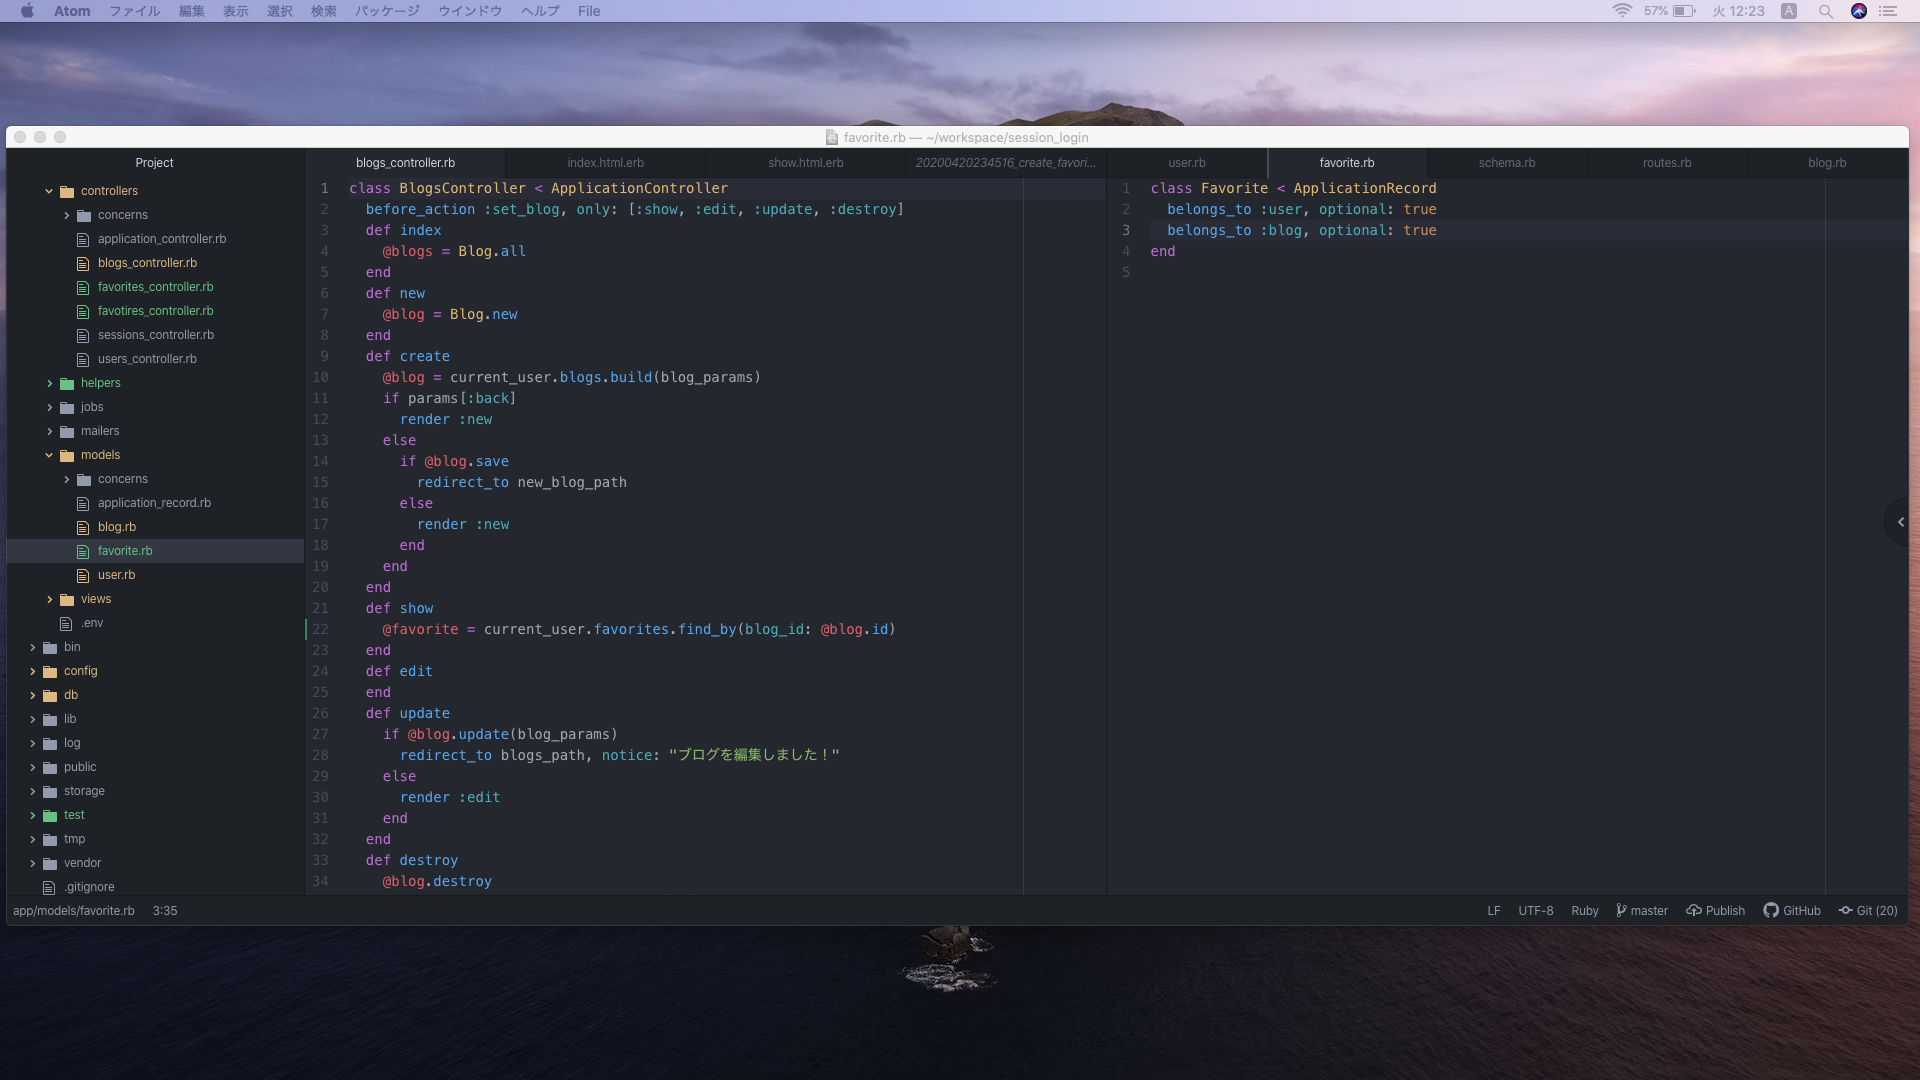 Atom ファイル 編集 表示 選択 検索 パッケージ ウインドウ ヘルプ File
57% 火 12:23 A
favorite.rb — ~/workspace/session_login
Project
controllers
concerns
application_controller.rb
blogs_controller.rb
favorites_controller.rb
favotires_controller.rb
sessions_controller.rb
users_controller.rb
helpers
jobs
mailers
models
concerns
application_record.rb
blog.rb
favorite.rb
user.rb
views
.env
bin
config
db
lib
log
public
storage
test
tmp
vendor
.gitignore
blogs_controller.rb index.html.erb show.html.erb 20200420234516_create_favori...
1 class BlogsController < ApplicationController
2 before_action :set_blog, only: [:show, :edit, :update, :destroy]
3 def index
4 @blogs = Blog.all
5 end
6 def new
7 @blog = Blog.new
8 end
9 def create
10 @blog = current_user.blogs.build(blog_params)
11 if params[:back]
12 render :new
13 else
14 if @blog.save
15 redirect_to new_blog_path
16 else
17 render :new
18 end
19 end
20 end
21 def show
22 @favorite = current_user.favorites.find_by(blog_id: @blog.id)
23 end
24 def edit
25 end
26 def update
27 if @blog.update(blog_params)
28 redirect_to blogs_path, notice: "ブログを編集しました！"
29 else
30 render :edit
31 end
32 end
33 def destroy
34 @blog.destroy
user.rb favorite.rb schema.rb routes.rb blog.rb
1 class Favorite < ApplicationRecord
2 belongs_to :user, optional: true
3 belongs_to :blog, optional: true
4 end
5
app/models/favorite.rb 3:35
LF UTF-8 Ruby master Publish GitHub Git (20)